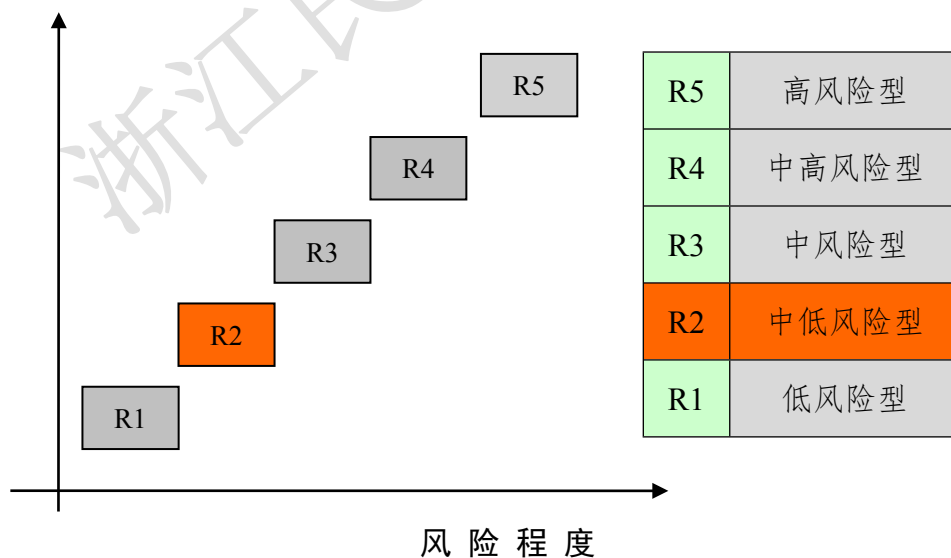 浙江民
R5
R4
R3
R2
R1
风险程度
R5 高风险型
R4 中高风险型
R3 中风险型
R2 中低风险型
R1 低风险型